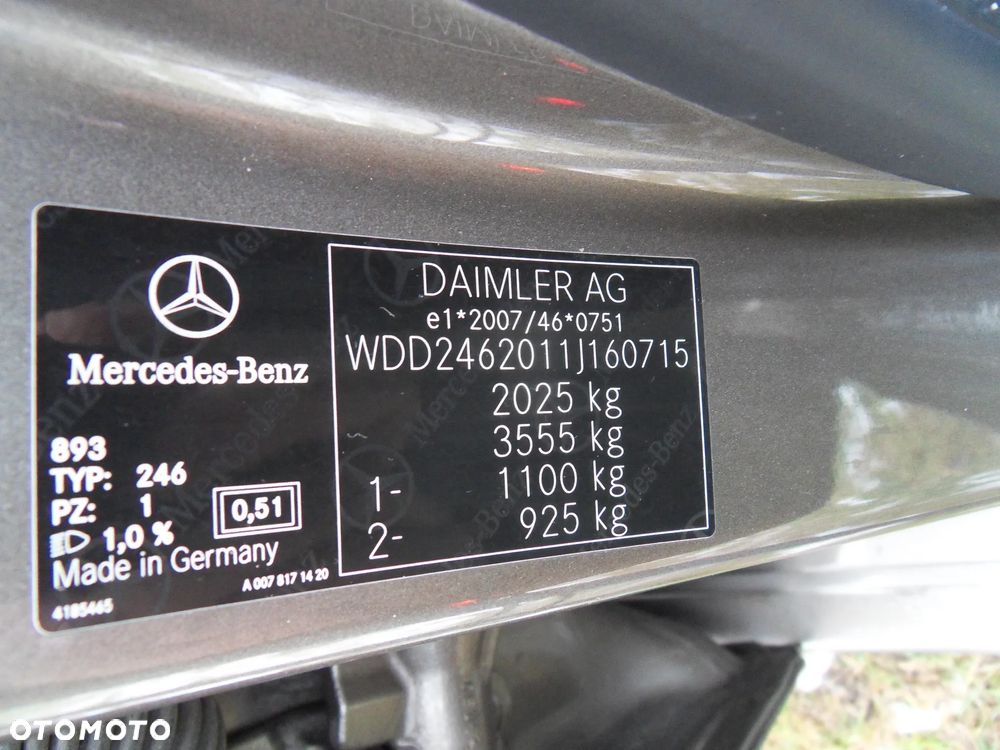 DAIMLER
Mercedes-Benz
893
TYP: 246
PZ: 1
1,0 %
0,51
Made in Germany
A 007 817 14 20
4185465
DAIMLER AG
e1*2007/46*0751
WDD2462011J160715
2025 kg
3555 kg
1- 1100 kg
2- 925 kg
OTOMOTO